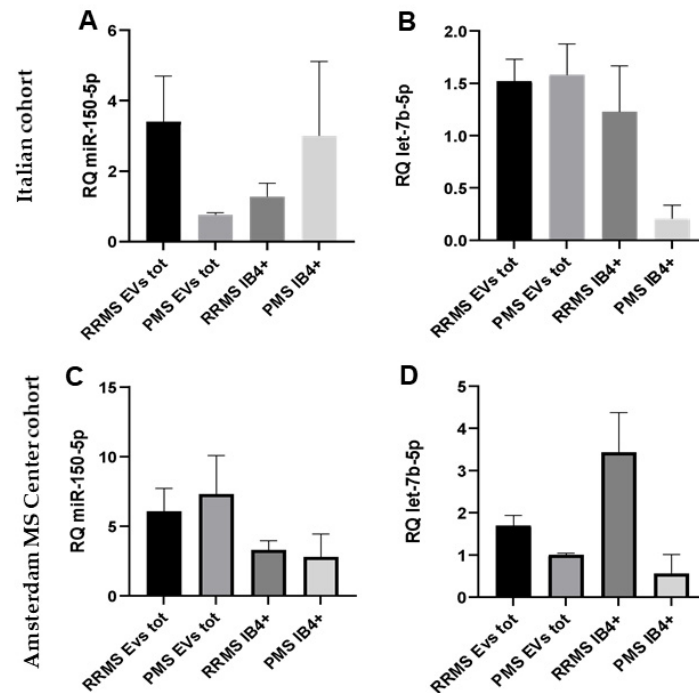 A
B
Italian cohort
RQ miR-150-5p
6
4
2
0
RRMS EVs tot
PMS EVs tot
RRMS IB4+
PMS IB4+
RQ let-7b-5p
2.0
1.5
1.0
0.5
0.0
RRMS EVs tot
PMS EVs tot
RRMS IB4+
PMS IB4+
C
D
Amsterdam MS Center cohort
RQ miR-150-5p
15
10
5
0
RRMS Evs tot
PMS EVs tot
RRMS IB4+
PMS IB4+
RQ let-7b-5p
5
4
3
2
1
0
RRMS EVs tot
PMS EVs tot
RRMS IB4+
PMS IB4+